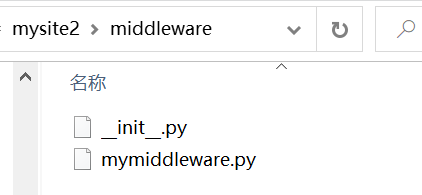 mysite2 > middleware
名称
__init__.py
mymiddleware.py